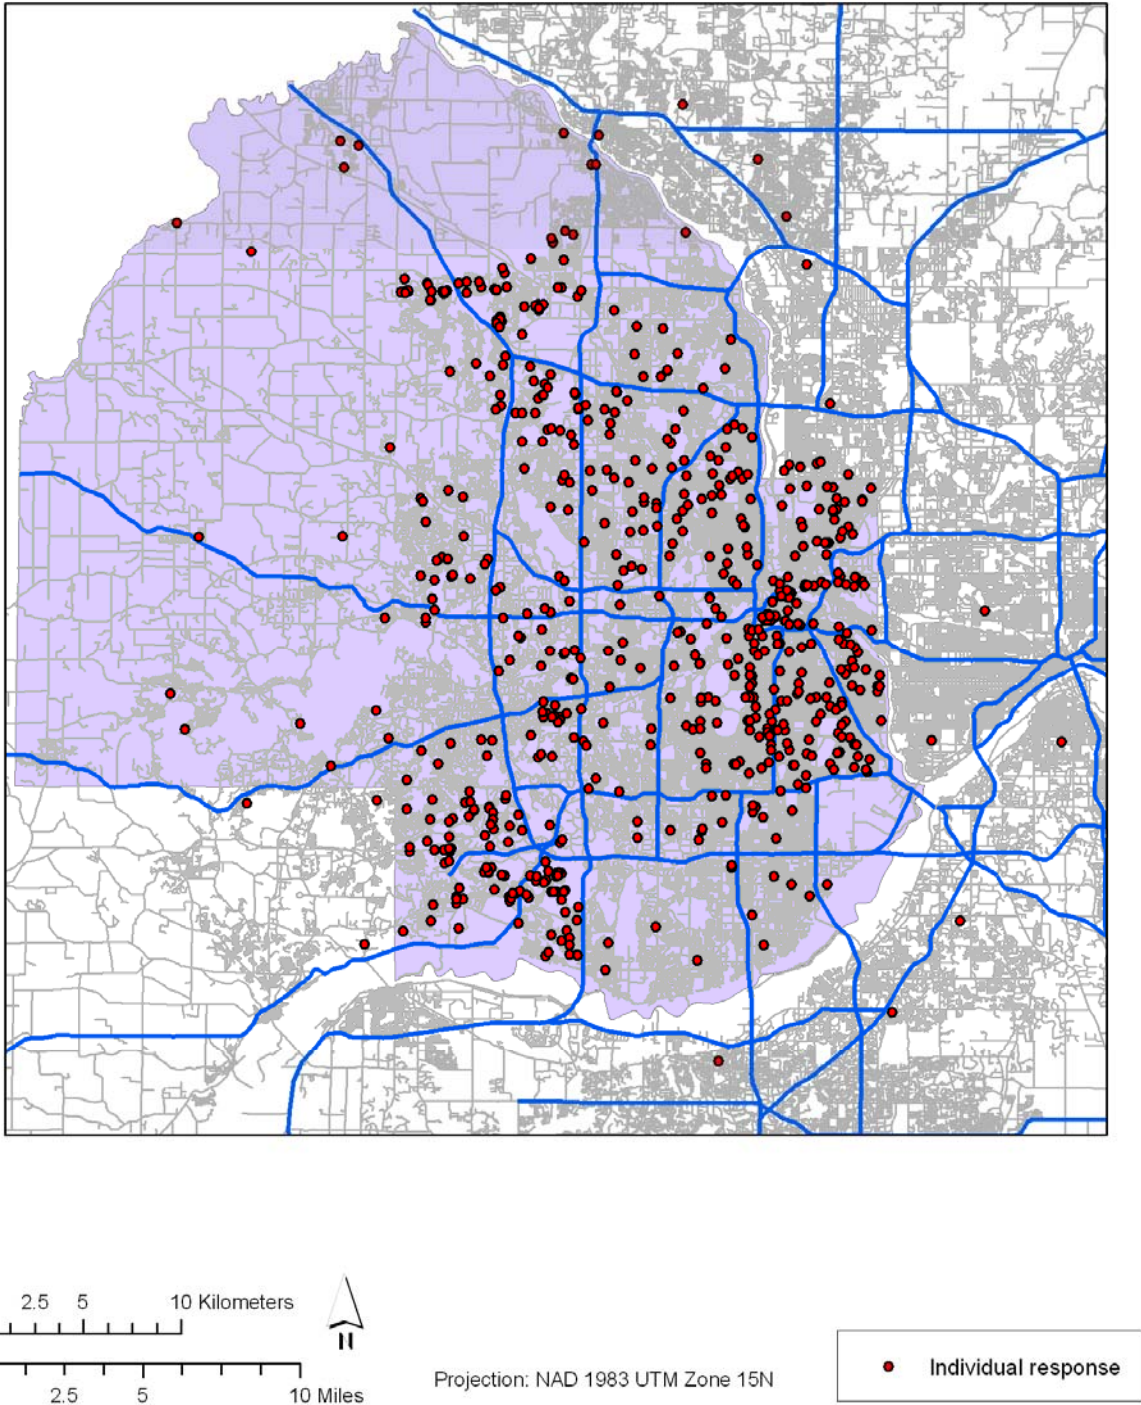 2.5 5 10 Kilometers
N
2.5 5 10 Miles
Projection: NAD 1983 UTM Zone 15N
Individual response